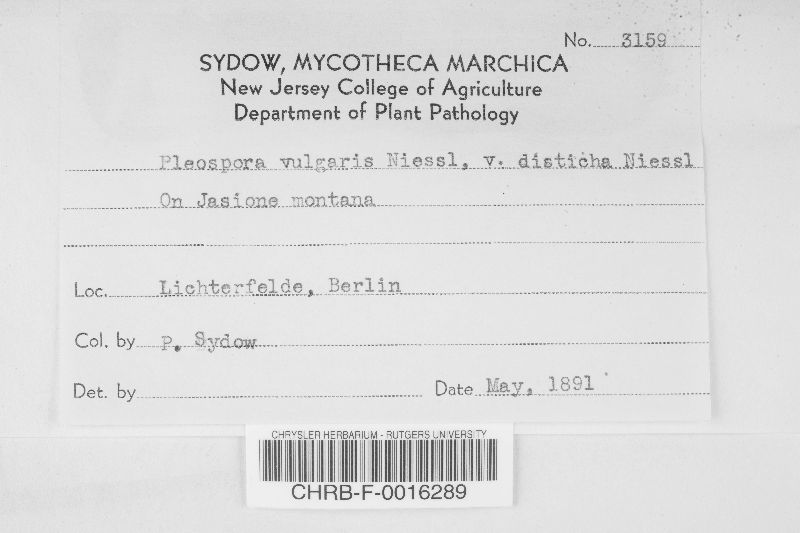 No. 3159
SYDOW, MYCOTHECA MARCHICA
New Jersey College of Agriculture
Department of Plant Pathology
Pleospora vulgaris Niessl, v. disticha Niessl
On Jasione montana
Loc. Lichterfelde, Berlin
Col. by P. Sydow
Det. by
Date May, 1891
CHRYSLER HERBARIUM - RUTGERS UNIVERSITY
CHRB-F-0016289